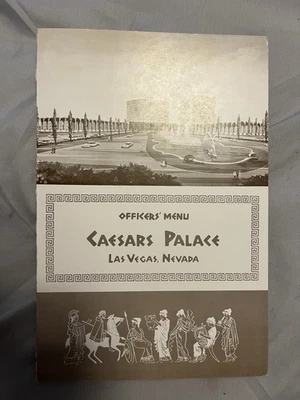 OFFICERS' MENU
CAESARS PALACE
LAS VEGAS, NEVADA